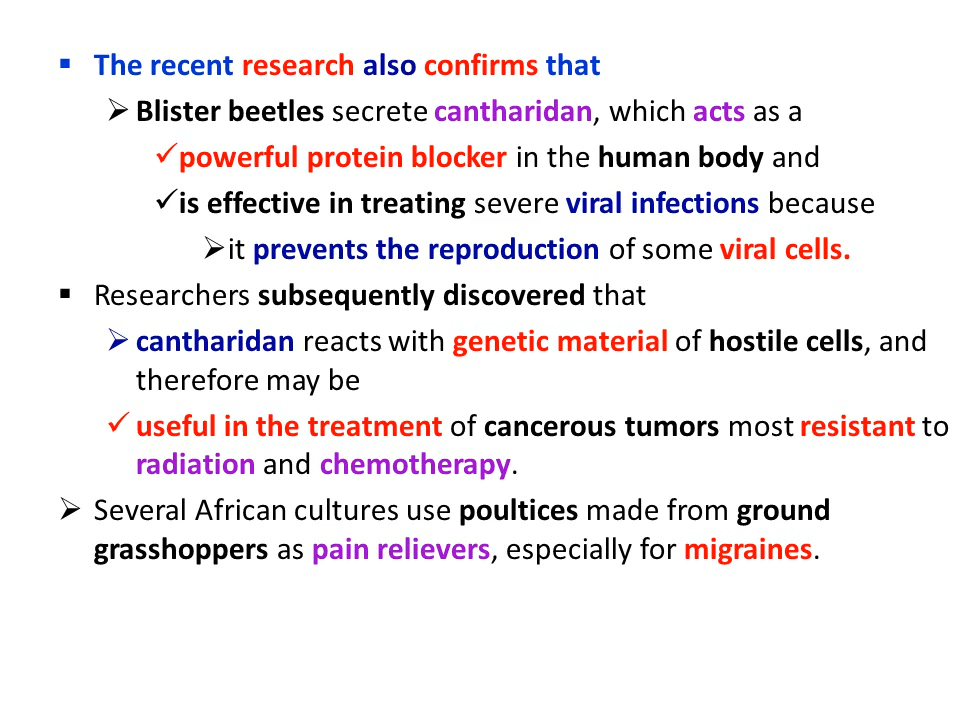 ▪ The recent research also confirms that
➢ Blister beetles secrete cantharidan, which acts as a
✓ powerful protein blocker in the human body and
✓ is effective in treating severe viral infections because
➢ it prevents the reproduction of some viral cells.
▪ Researchers subsequently discovered that
➢ cantharidan reacts with genetic material of hostile cells, and
therefore may be
✓ useful in the treatment of cancerous tumors most resistant to
radiation and chemotherapy.
➢ Several African cultures use poultices made from ground
grasshoppers as pain relievers, especially for migraines.